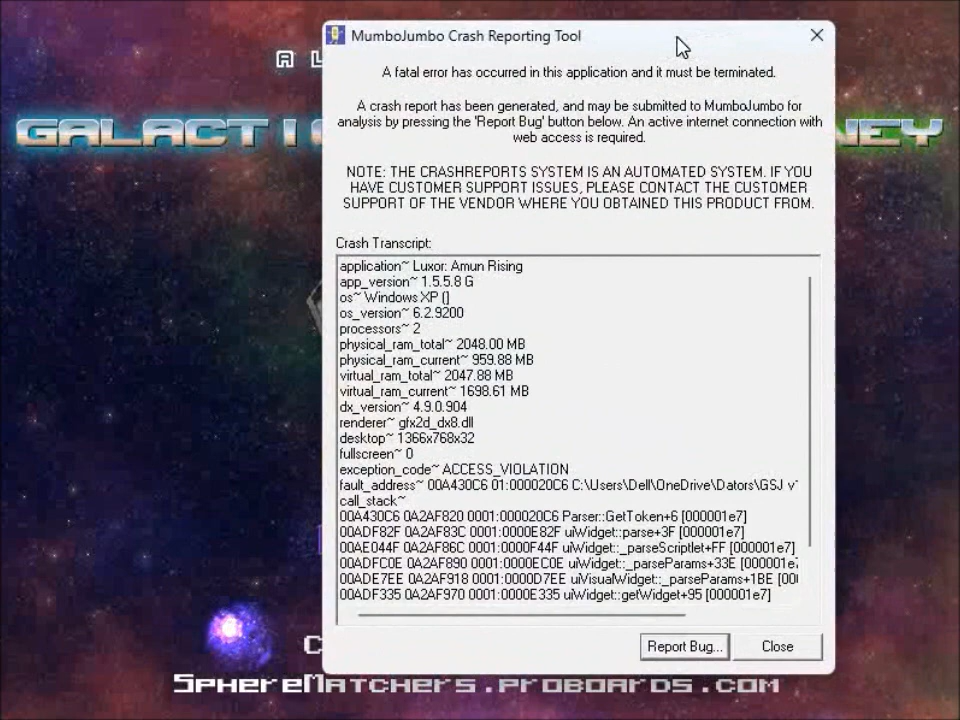 MumboJumbo Crash Reporting Tool
A L
GALACTI
NEY
A fatal error has occurred in this application and it must be terminated.
A crash report has been generated, and may be submitted to MumboJumbo for
analysis by pressing the 'Report Bug' button below. An active internet connection with
web access is required.
NOTE: THE CRASHREPORTS SYSTEM IS AN AUTOMATED SYSTEM. IF YOU
HAVE CUSTOMER SUPPORT ISSUES, PLEASE CONTACT THE CUSTOMER
SUPPORT OF THE VENDOR WHERE YOU OBTAINED THIS PRODUCT FROM.
Crash Transcript:
application~ Luxor: Amun Rising
app_version~ 1.5.5.8 G
os~ Windows XP []
os_version~ 6.2.9200
processors~ 2
physical_ram_total~ 2048.00 MB
physical_ram_current~ 959.88 MB
virtual_ram_total~ 2047.88 MB
virtual_ram_current~ 1698.61 MB
dx_version~ 4.9.0.904
renderer~ gfx2d_dx8.dll
desktop~ 1366x768x32
fullscreen~ 0
exception_code~ ACCESS_VIOLATION
fault_address~ 00A430C6 01:000020C6 C:\Users\Dell\OneDrive\Dators\GSJ v
call_stack~
00A430C6 0A2AF820 0001:000020C6 Parser::GetToken+6 [000001e7]
00ADF82F 0A2AF83C 0001:0000E82F uiWidget::parse+3F [000001e7]
00AE044F 0A2AF86C 0001:0000F44F uiWidget::_parseScriptlet+FF [000001e7]
00ADFC0E 0A2AF890 0001:0000EC0E uiWidget::_parseParams+33E [000001e
00ADE7EE 0A2AF918 0001:0000D7EE uiVisualWidget::_parseParams+1BE [00
00ADF335 0A2AF970 0001:0000E335 uiWidget::getWidget+95 [000001e7]
Report Bug... Close
C
SphereMatchers.proboards.com